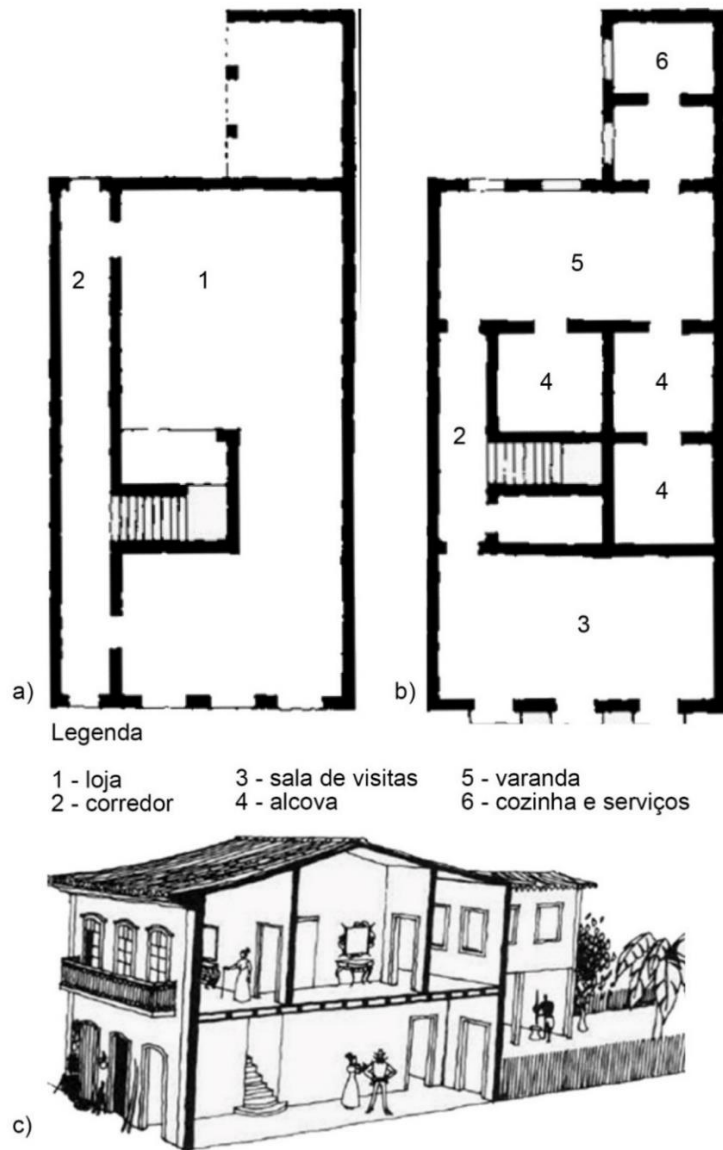 6
2
1
5
4
4
2
4
3
a)
b)
Legenda
1 - loja
3 - sala de visitas
5 - varanda
2 - corredor
4 - alcova
6 - cozinha e serviços
c)